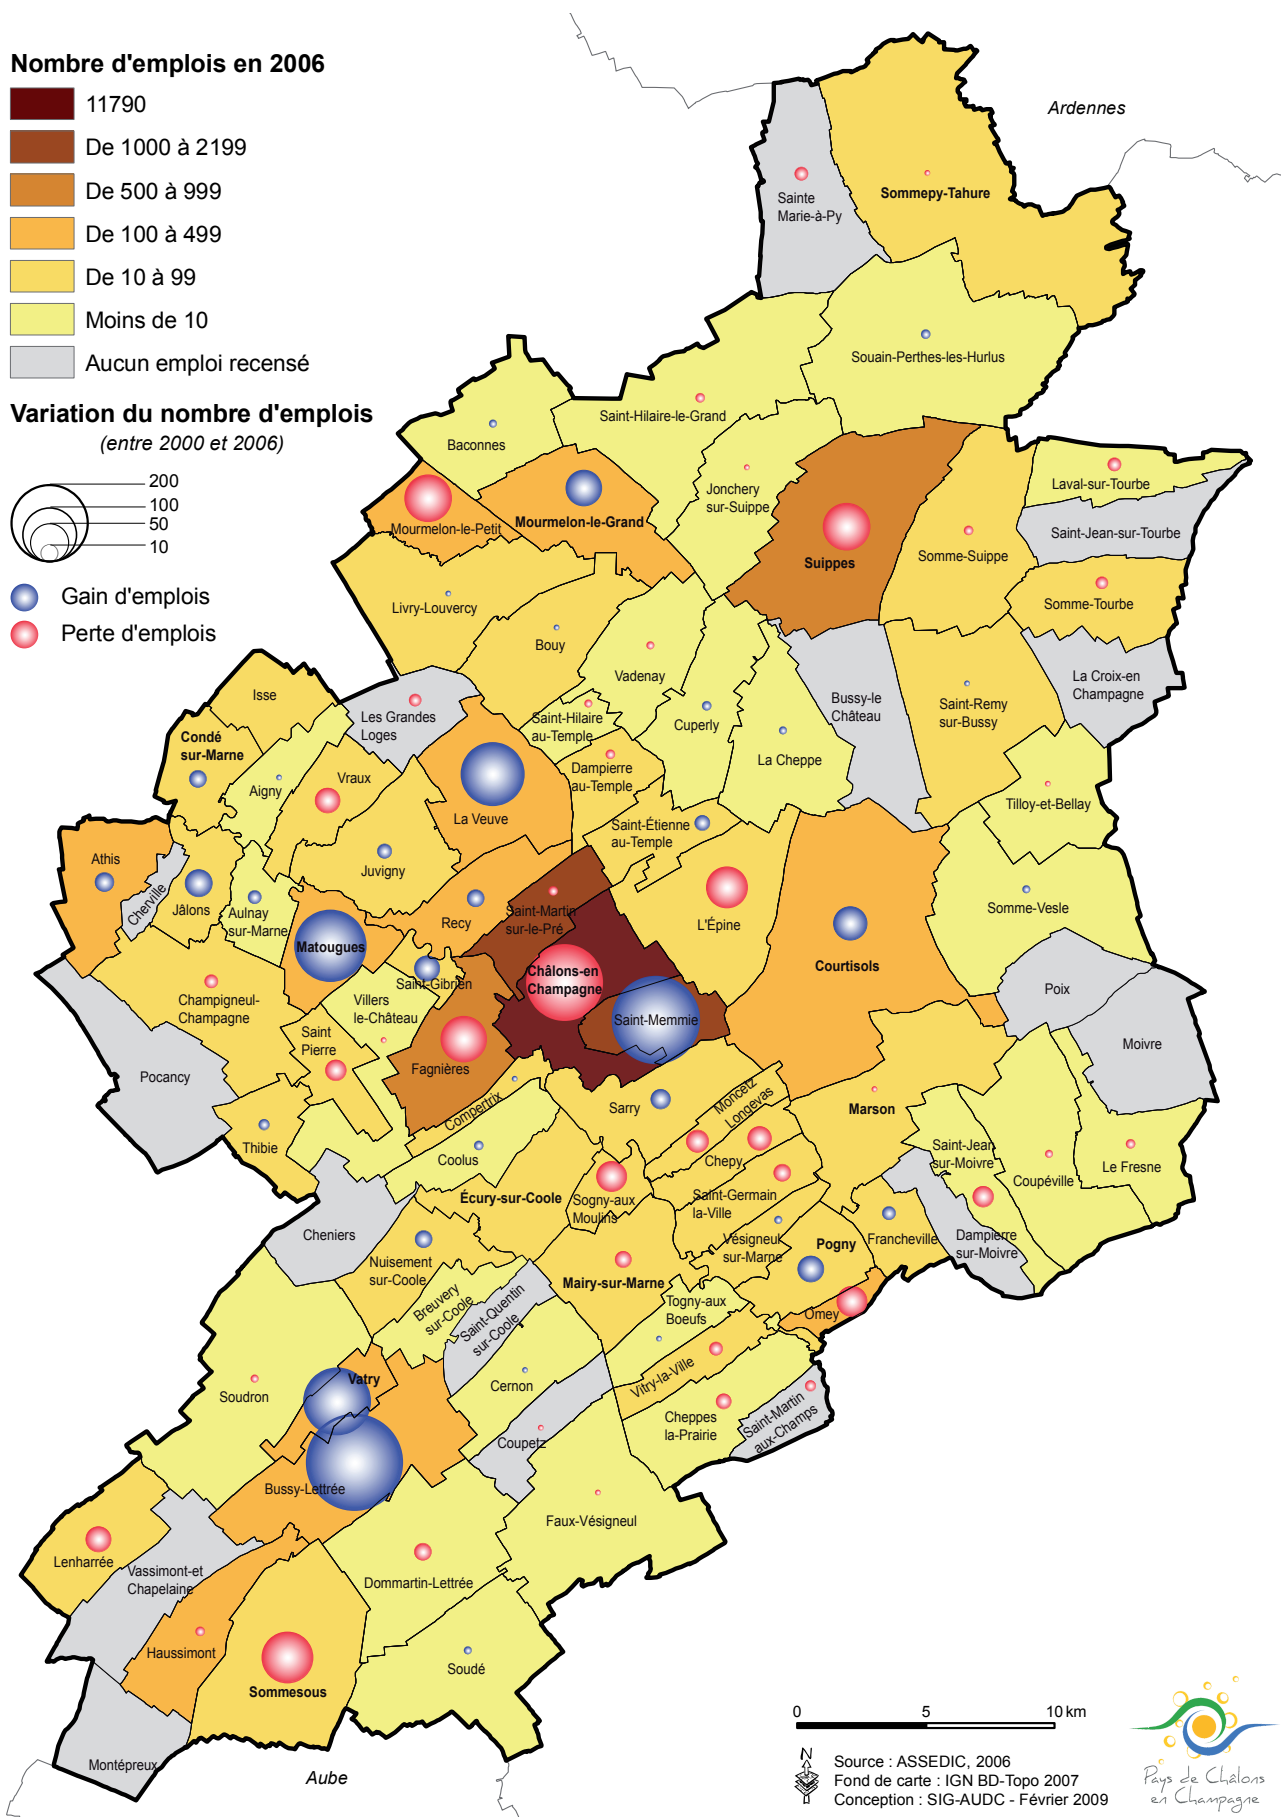 Nombre d'emplois en 2006
11790
De 1000 à 2199
De 500 à 999
De 100 à 499
De 10 à 99
Moins de 10
Aucun emploi recensé
Variation du nombre d'emplois
(entre 2000 et 2006)
200
100
50
10
Gain d'emplois
Perte d'emplois
Ardennes
Sainte
Marie-à-Py
Sommepy-Tahure
Souain-Perthes-les-Hurlus
Saint-Hilaire-le-Grand
Baconnes
Jonchery
sur-Suippe
Laval-sur-Tourbe
Mourmelon-le-Petit
Mourmelon-le-Grand
Saint-Jean-sur-Tourbe
Suippes
Somme-Suippe
Somme-Tourbe
Livry-Louvercy
Bouy
Vadenay
La Croix-en
Champagne
Isse
Les Grandes
Loges
Saint-Hilaire
au-Temple
Cuperly
Bussy-le
Château
Saint-Remy
sur-Bussy
Condé
sur-Marne
Aigny
Vraux
La Veuve
Dampierre
au-Temple
La Cheppe
Tilloy-et-Bellay
Saint-Étienne
au-Temple
Athis
Cherville
Jâlons
Aulnay
sur-Marne
Juvigny
Recy
Saint-Martin
sur-le-Pré
L'Épine
Somme-Vesle
Matougues
Saint-Gibrien
Châlons-en
Champagne
Courtisols
Poix
Champigneul-
Champagne
Villers
le-Château
Saint-Memmie
Moivre
Saint
Pierre
Fagnières
Pocancy
Compertrix
Sarry
Moncetz
Longevas
Marson
Thibie
Coolus
Chepy
Saint-Jean
sur-Moivre
Coupéville
Le Fresne
Écury-sur-Coole
Sogny-aux
Moulins
Saint-Germain
la-Ville
Cheniers
Nuisement
sur-Coole
Vésigneul
sur-Marne
Pogny
Francheville
Dampierre
sur-Moivre
Mairy-sur-Marne
Breuvery
sur-Coole
Saint-Quentin
sur-Coole
Togny-aux
Boeufs
Omey
Vatry
Soudron
Cernon
Vitry-la-Ville
Cheppes
la-Prairie
Saint-Martin
aux-Champs
Coupetz
Bussy-Lettrée
Faux-Vésigneul
Lenharrée
Vassimont-et
Chapelaine
Dommartin-Lettrée
Haussimont
Sommesous
Soudé
Montépreux
Aube
0 5 10 km
N
Source : ASSEDIC, 2006
Fond de carte : IGN BD-Topo 2007
Conception : SIG-AUDC - Février 2009
Pays de Châlons
en Champagne